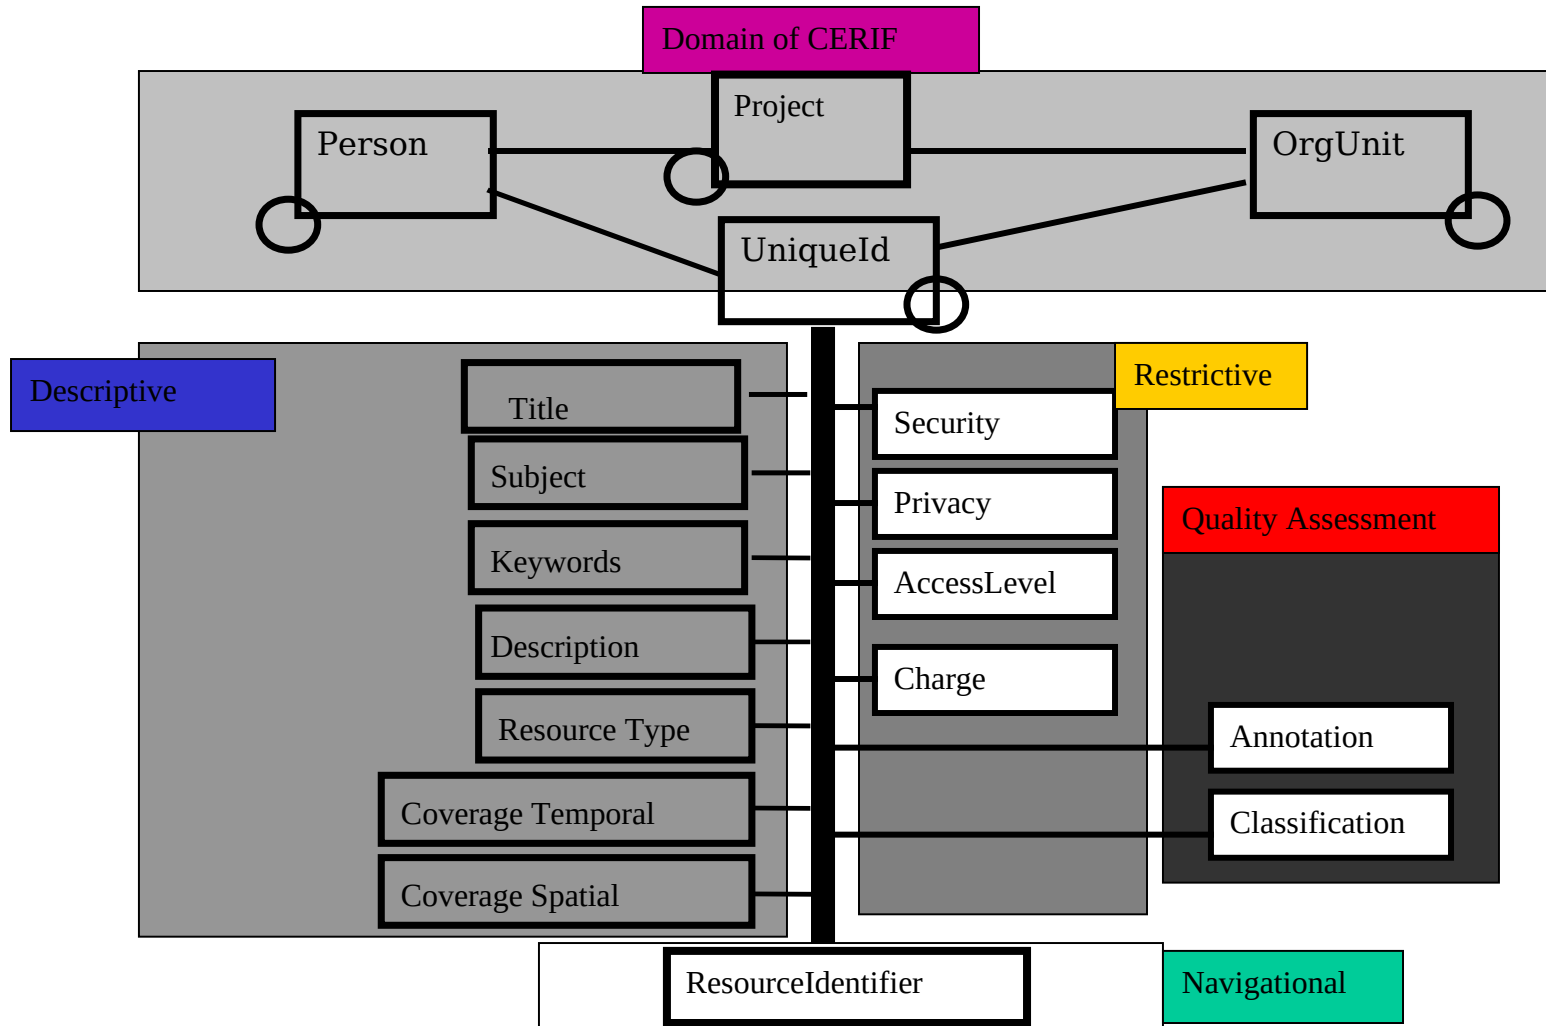 Domain of CERIF
Project
Person
OrgUnit
UniqueId
Descriptive
Restrictive
Title
Security
Subject
Privacy
Quality Assessment
Keywords
AccessLevel
Description
Charge
Resource Type
Annotation
Coverage Temporal
Classification
Coverage Spatial
ResourceIdentifier
Navigational